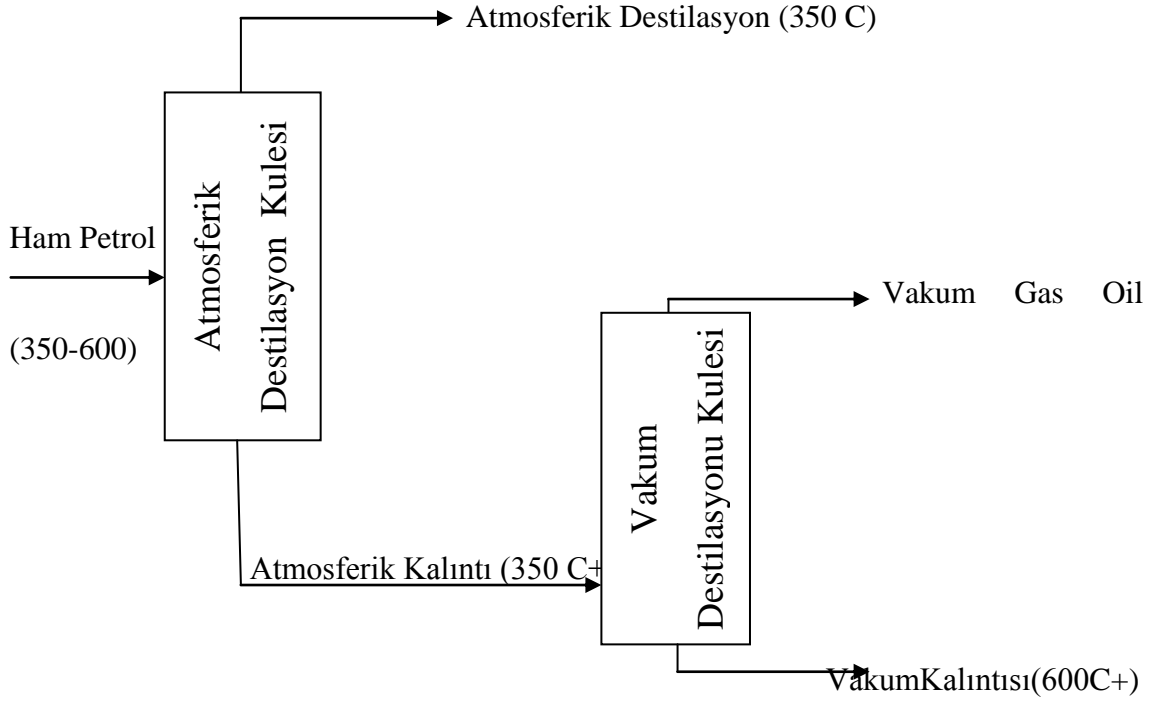 Atmosferik Destilasyon (350 C)
Atmosferik
Destilasyon Kulesi
Ham Petrol
(350-600)
Vakum Gas Oil
Vakum
Destilasyonu Kulesi
Atmosferik Kalıntı (350 C+
VakumKalıntısı(600C+)